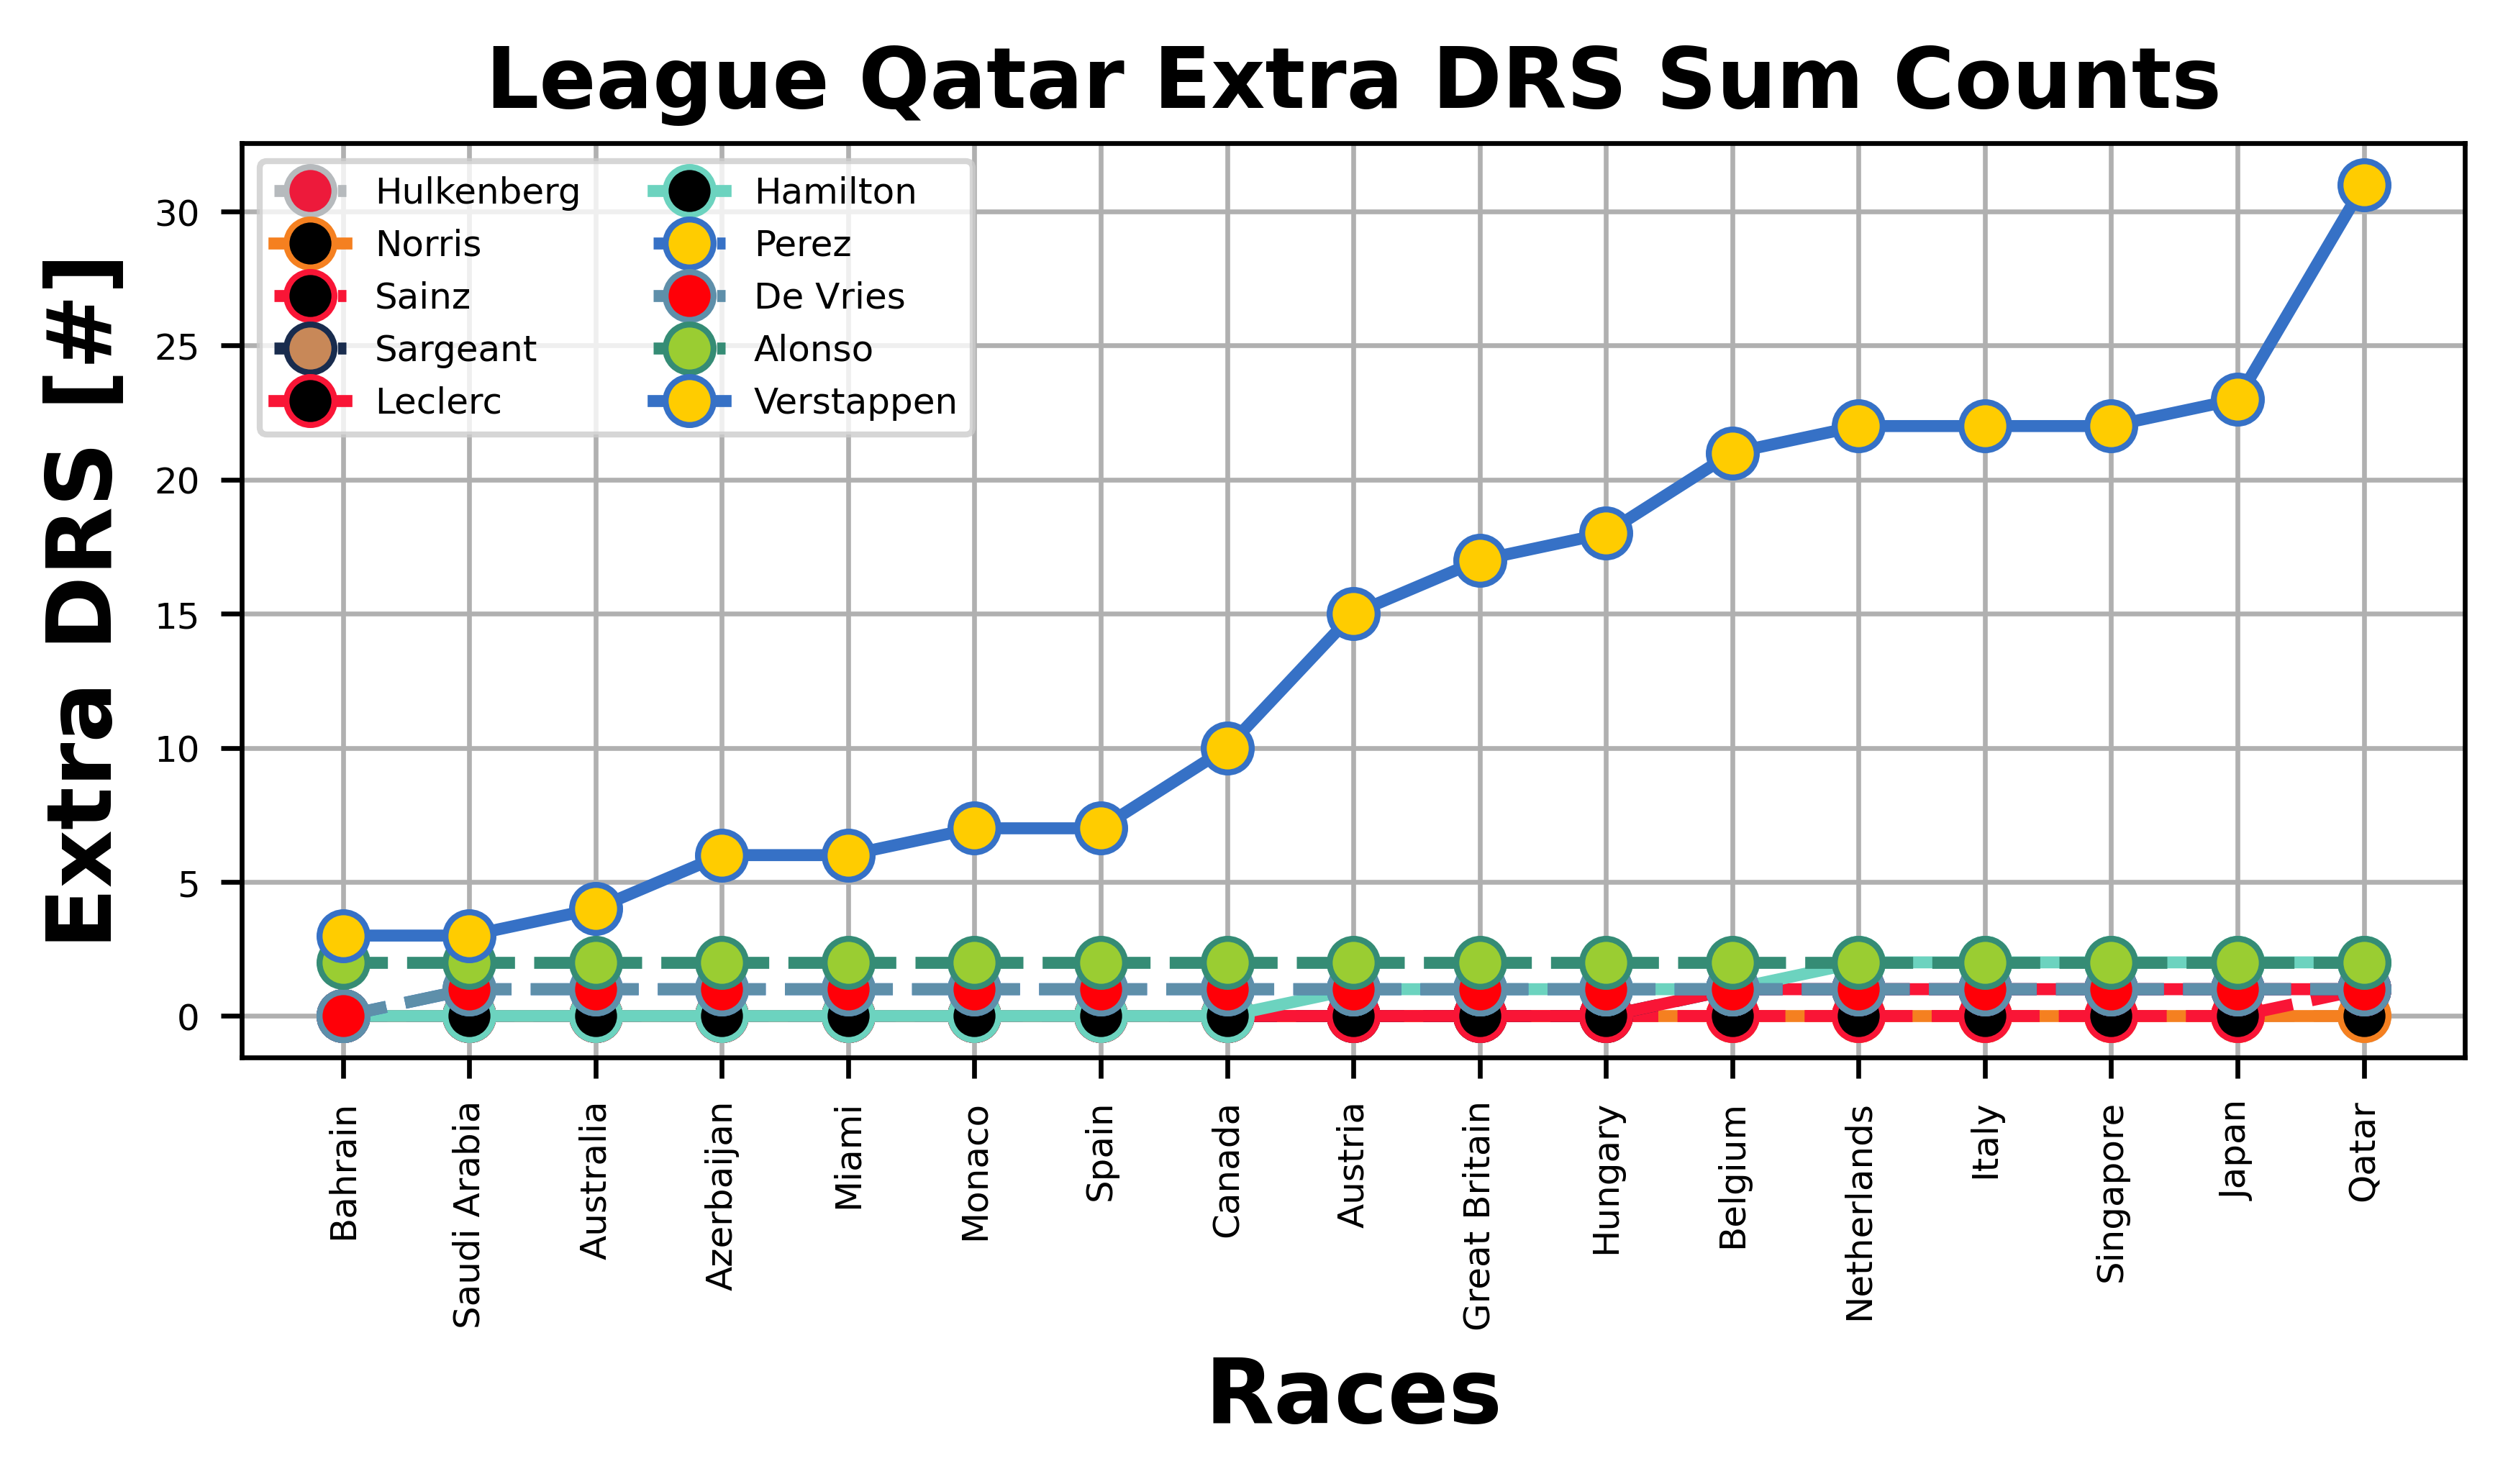 League Qatar Extra DRS Sum Counts
Extra DRS [#]
30
25
20
15
10
5
0
Hulkenberg
Norris
Sainz
Sargeant
Leclerc
Hamilton
Perez
De Vries
Alonso
Verstappen
Bahrain
Saudi Arabia
Australia
Azerbaijan
Miami
Monaco
Spain
Canada
Austria
Great Britain
Hungary
Belgium
Netherlands
Italy
Singapore
Japan
Qatar
Races